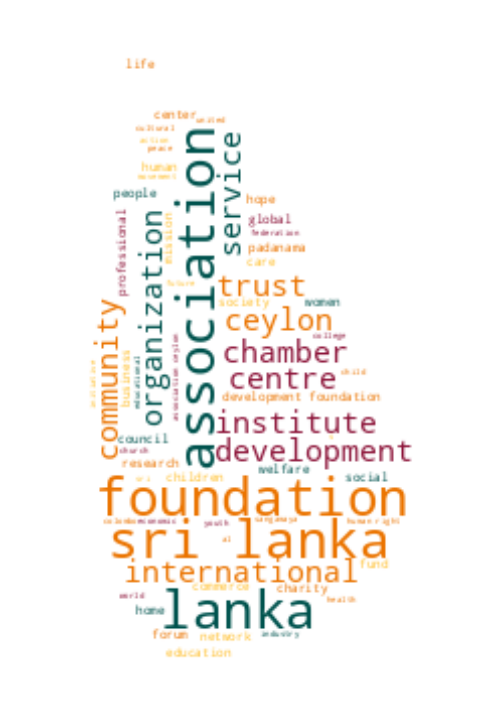 life
center
united
cultural
action
peace
human
movement
association
service
people
hope
professional
organization
mission
global
federation
padanama
care
future
trust
society
women
community
ceylon
college
association ceylon
chamber
business
educational
centre
child
development foundation
institute
council
church
development
research
welfare
children
social
sri
foundation
colombo
economic
youth
sanganaya
human right
sri lanka
al
international
fund
commerce
charity
world
health
home
lanka
forum
network
industry
education